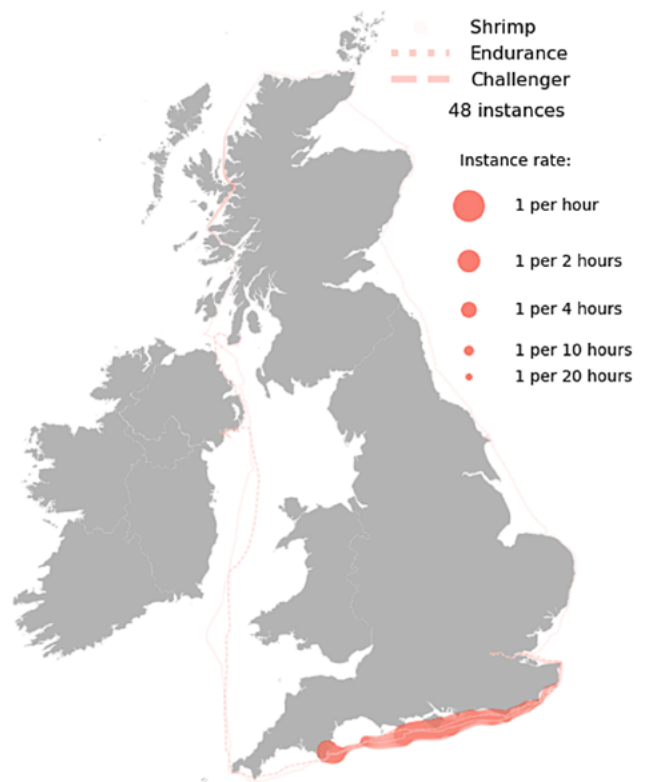 Shrimp
Endurance
Challenger
48 instances
Instance rate:
1 per hour
1 per 2 hours
1 per 4 hours
1 per 10 hours
1 per 20 hours